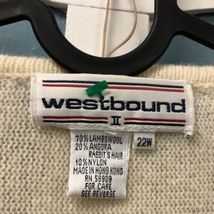 westbound
II
70% LAMBSWOOL
20% ANGORA
RABBIT'S HAIR
10% NYLON
MADE IN HONG KONG
RN 59909
FOR CARE
SEE REVERSE
22W